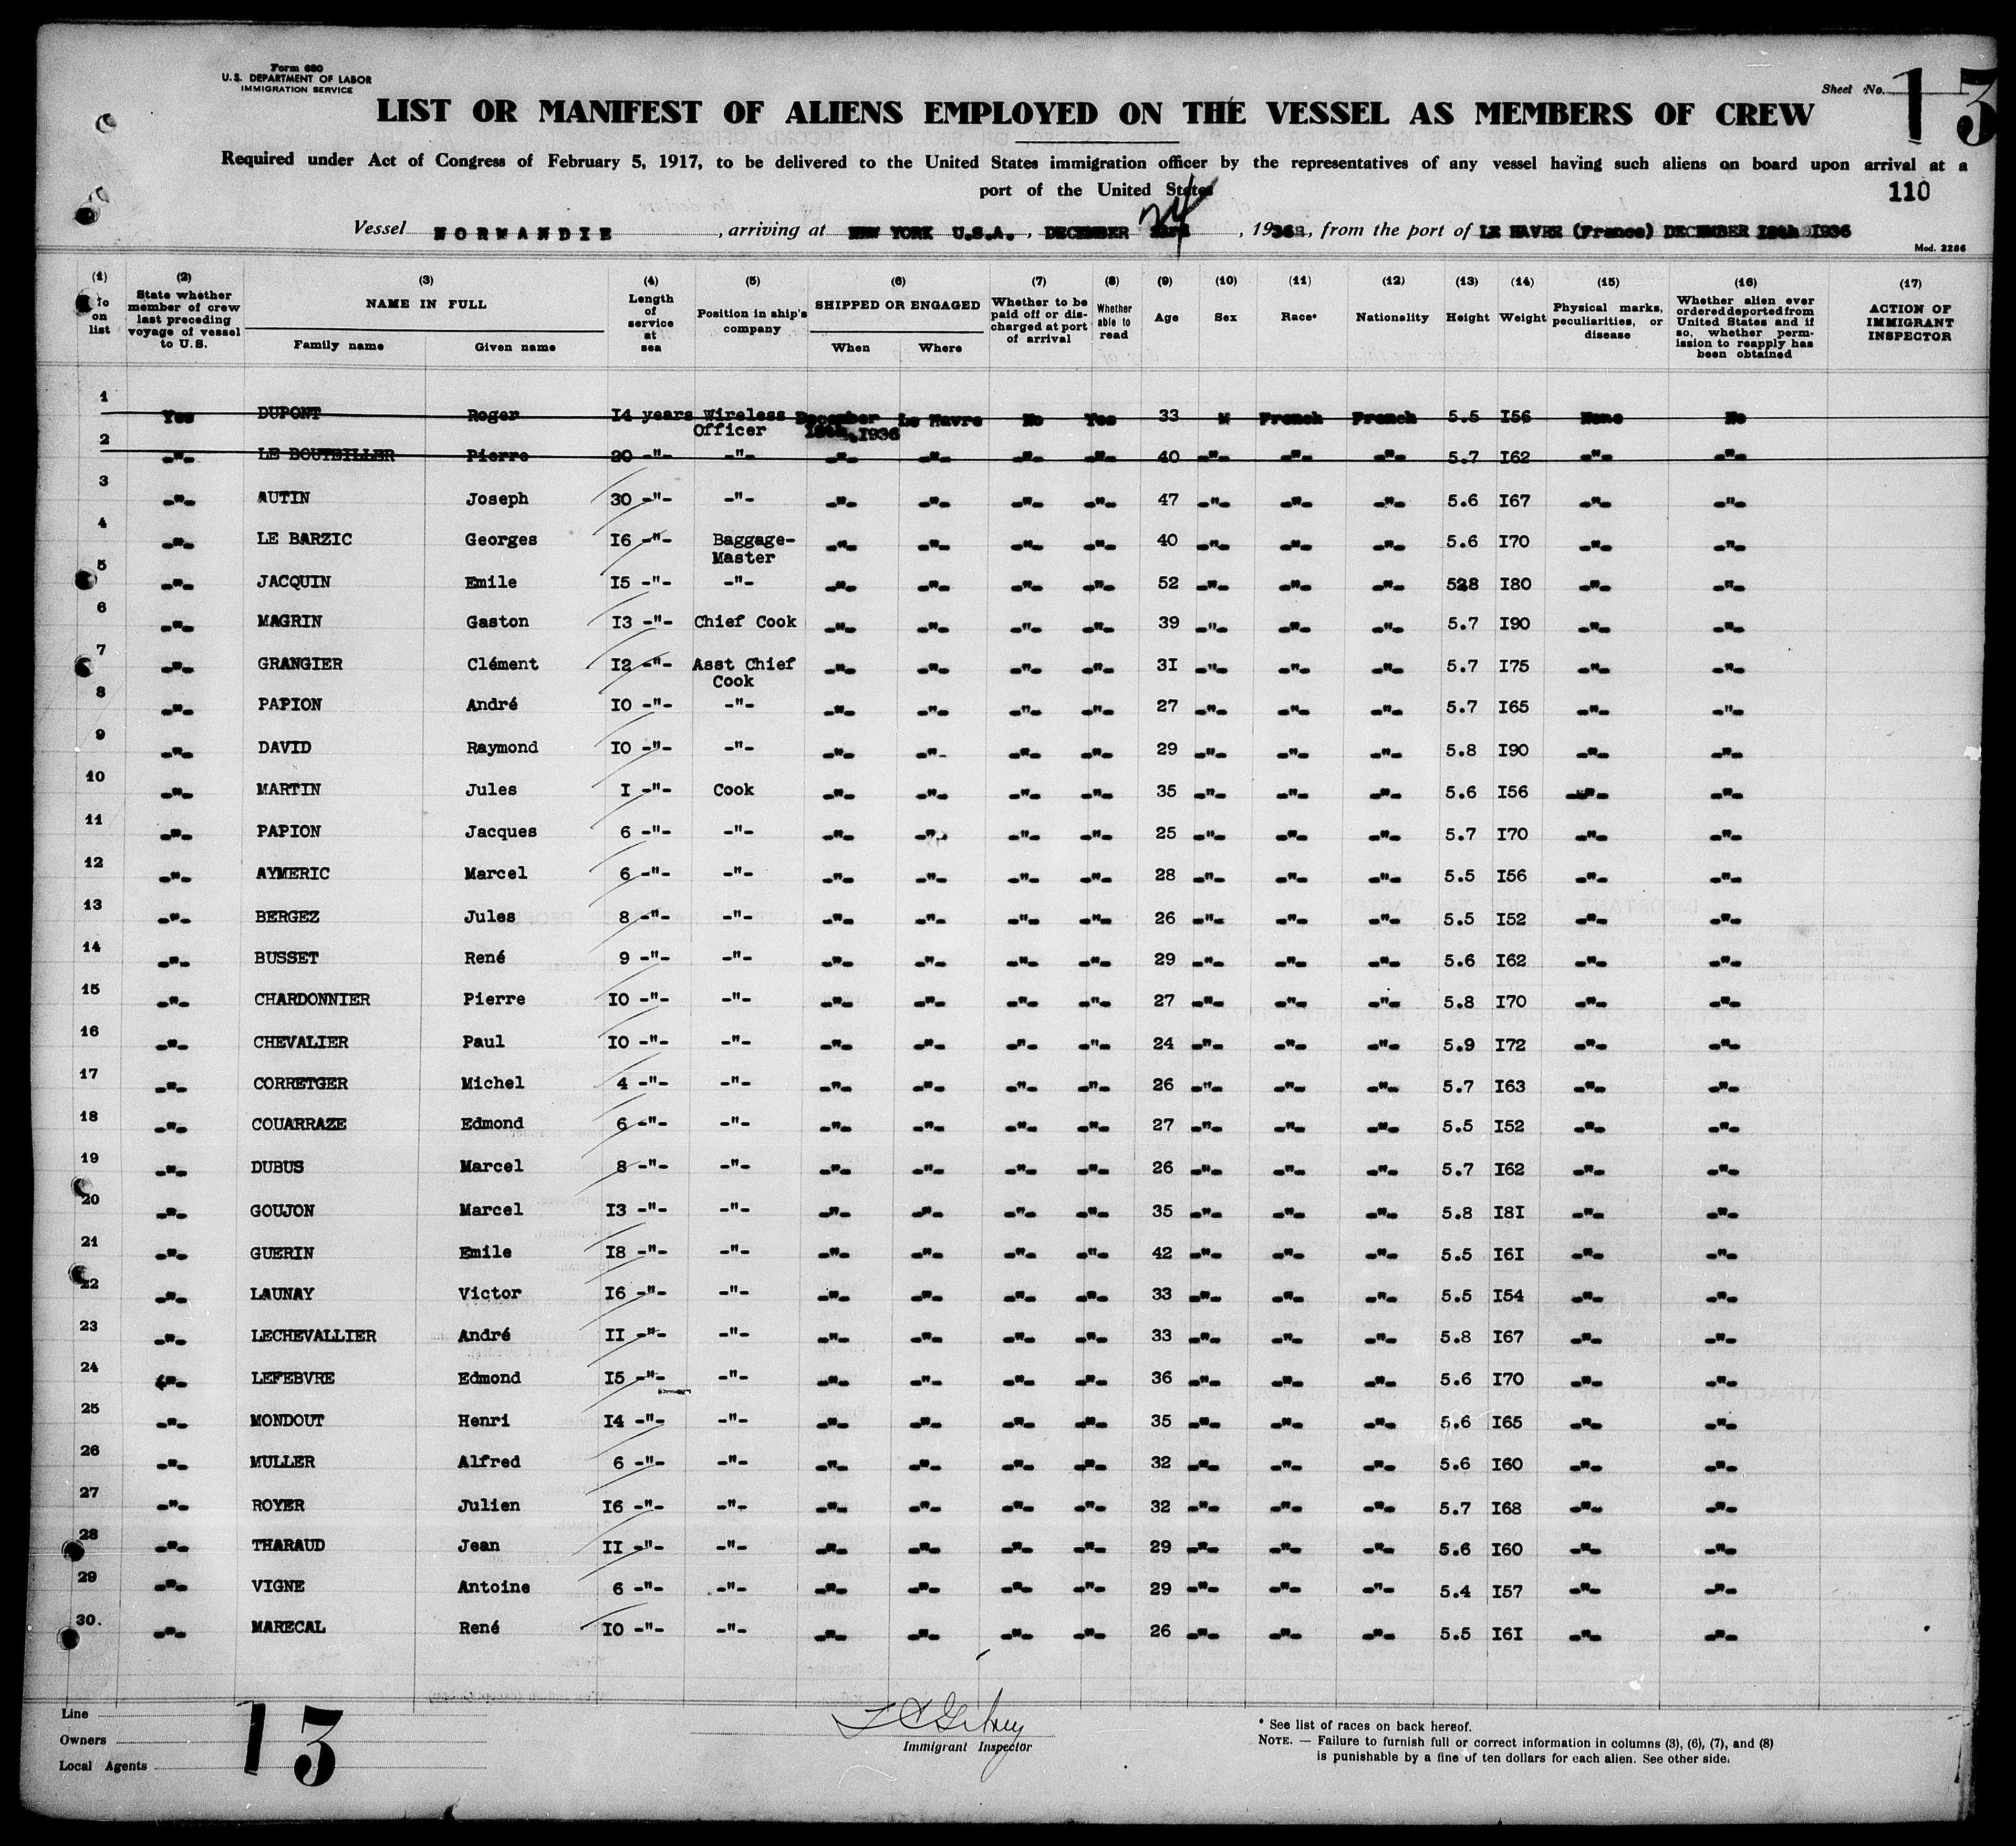 Form 680
U.S. DEPARTMENT OF LABOR
IMMIGRATION SERVICE
Sheet No. 13
LIST OR MANIFEST OF ALIENS EMPLOYED ON THE VESSEL AS MEMBERS OF CREW
Required under Act of Congress of February 5, 1917, to be delivered to the United States immigration officer by the representatives of any vessel having such aliens on board upon arrival at a
port of the United States
110
Vessel NORMANDIE, arriving at NEW YORK U.S.A., DECEMBER 24, 1936, from the port of LE HAVRE (France) DECEMBER 1936
Mod. 2286
(1) (2) (3) (4) (5) (6) (7) (8) (9) (10) (11) (12) (13) (14) (15) (16) (17)
No on list
State whether member of crew last preceding voyage of vessel to U.S.
NAME IN FULL
Family name Given name
Length of service at sea
Position in ship's company
SHIPPED OR ENGAGED
When Where
Whether to be paid off or discharged at port of arrival
Whether able to read
Age
Sex
Race*
Nationality
Height
Weight
Physical marks, peculiarities, or disease
Whether alien ever ordered deported from United States and if so, whether permission to reapply has been obtained
ACTION OF IMMIGRANT INSPECTOR
1 Yes DUPONT Roger I4 years Wireless Officer December I936 Le Havre No Yes 33 M French French 5.5 I56 None No
2 -"- LE BOUTEILLER Pierre 20 -"- -"- -"- -"- -"- -"- 40 -"- -"- -"- 5.7 I62 -"- -"-
3 -"- AUTIN Joseph 30 -"- -"- -"- -"- -"- -"- 47 -"- -"- -"- 5.6 I67 -"- -"-
4 -"- LE BARZIC Georges I6 -"- Baggage-Master -"- -"- -"- -"- 40 -"- -"- -"- 5.6 I70 -"- -"-
5 -"- JACQUIN Emile I5 -"- -"- -"- -"- -"- -"- 52 -"- -"- -"- 528 I80 -"- -"-
6 -"- MAGRIN Gaston I3 -"- Chief Cook -"- -"- -"- -"- 39 -"- -"- -"- 5.7 I90 -"- -"-
7 -"- GRANGIER Clément I2 -"- Asst Chief Cook -"- -"- -"- -"- 3I -"- -"- -"- 5.7 I75 -"- -"-
8 -"- PAPION André IO -"- -"- -"- -"- -"- -"- 27 -"- -"- -"- 5.7 I65 -"- -"-
9 -"- DAVID Raymond IO -"- -"- -"- -"- -"- -"- 29 -"- -"- -"- 5.8 I90 -"- -"-
10 -"- MARTIN Jules I -"- Cook -"- -"- -"- -"- 35 -"- -"- -"- 5.6 I56 -"- -"-
11 -"- PAPION Jacques 6 -"- -"- -"- -"- -"- -"- 25 -"- -"- -"- 5.7 I70 -"- -"-
12 -"- AYMERIC Marcel 6 -"- -"- -"- -"- -"- -"- 28 -"- -"- -"- 5.5 I56 -"- -"-
13 -"- BERGEZ Jules 8 -"- -"- -"- -"- -"- -"- 26 -"- -"- -"- 5.5 I52 -"- -"-
14 -"- BUSSET René 9 -"- -"- -"- -"- -"- -"- 29 -"- -"- -"- 5.6 I62 -"- -"-
15 -"- CHARDONNIER Pierre IO -"- -"- -"- -"- -"- -"- 27 -"- -"- -"- 5.8 I70 -"- -"-
16 -"- CHEVALIER Paul IO -"- -"- -"- -"- -"- -"- 24 -"- -"- -"- 5.9 I72 -"- -"-
17 -"- CORRETGER Michel 4 -"- -"- -"- -"- -"- -"- 26 -"- -"- -"- 5.7 I63 -"- -"-
18 -"- COUARRAZE Edmond 6 -"- -"- -"- -"- -"- -"- 27 -"- -"- -"- 5.5 I52 -"- -"-
19 -"- DUBUS Marcel 8 -"- -"- -"- -"- -"- -"- 26 -"- -"- -"- 5.7 I62 -"- -"-
20 -"- GOUJON Marcel I3 -"- -"- -"- -"- -"- -"- 35 -"- -"- -"- 5.8 I8I -"- -"-
21 -"- GUERIN Emile I8 -"- -"- -"- -"- -"- -"- 42 -"- -"- -"- 5.5 I6I -"- -"-
22 -"- LAUNAY Victor I6 -"- -"- -"- -"- -"- -"- 33 -"- -"- -"- 5.5 I54 -"- -"-
23 -"- LECHEVALLIER André II -"- -"- -"- -"- -"- -"- 33 -"- -"- -"- 5.8 I67 -"- -"-
24 -"- LEFEBVRE Edmond I5 -"- -"- -"- -"- -"- -"- 36 -"- -"- -"- 5.6 I70 -"- -"-
25 -"- MONDOUT Henri I4 -"- -"- -"- -"- -"- -"- 35 -"- -"- -"- 5.6 I65 -"- -"-
26 -"- MULLER Alfred 6 -"- -"- -"- -"- -"- -"- 32 -"- -"- -"- 5.6 I60 -"- -"-
27 -"- ROYER Julien I6 -"- -"- -"- -"- -"- -"- 32 -"- -"- -"- 5.7 I68 -"- -"-
28 -"- THARAUD Jean II -"- -"- -"- -"- -"- -"- 29 -"- -"- -"- 5.6 I60 -"- -"-
29 -"- VIGNE Antoine 6 -"- -"- -"- -"- -"- -"- 29 -"- -"- -"- 5.4 I57 -"- -"-
30. -"- MARECAL René IO -"- -"- -"- -"- -"- -"- 26 -"- -"- -"- 5.5 I6I -"- -"-
Line
Owners
Local Agents
13
Immigrant Inspector
* See list of races on back hereof.
NOTE. — Failure to furnish full or correct information in columns (3), (6), (7), and (8)
is punishable by a fine of ten dollars for each alien. See other side.